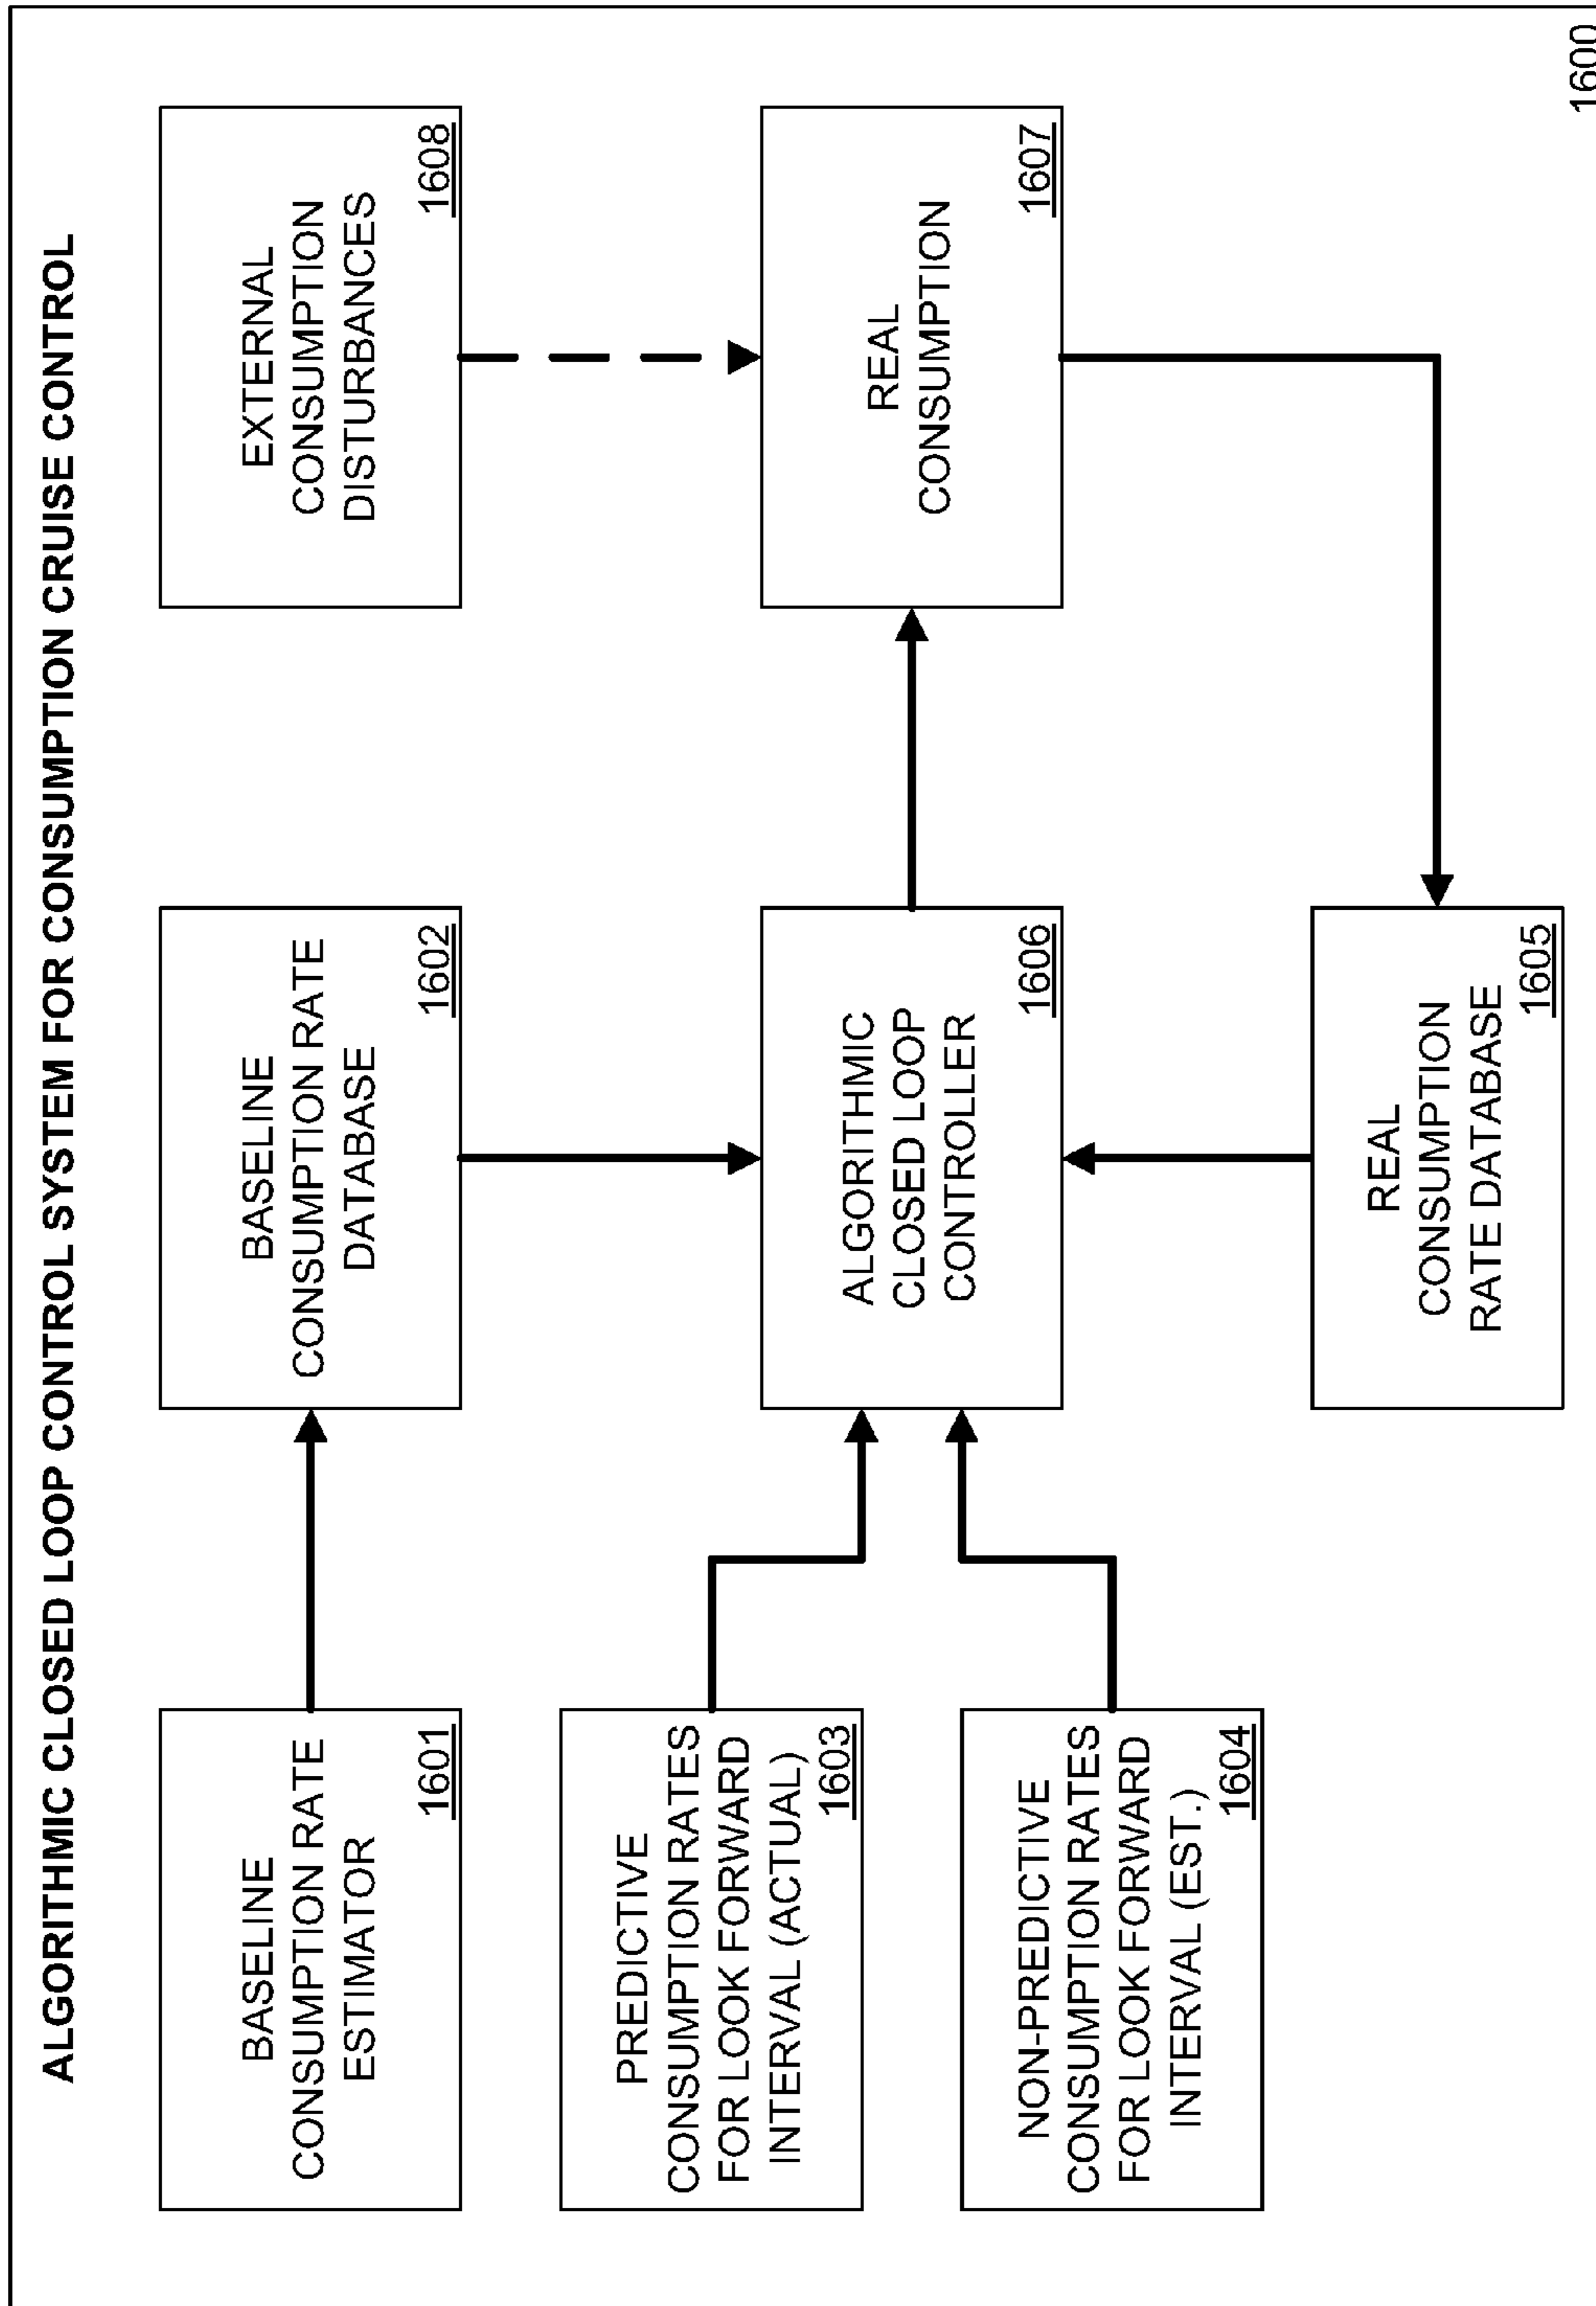 ALGORITHMIC CLOSED LOOP CONTROL SYSTEM FOR CONSUMPTION CRUISE CONTROL
BASELINE
CONSUMPTION RATE
ESTIMATOR
1601
BASELINE
CONSUMPTION RATE
DATABASE
1602
EXTERNAL
CONSUMPTION
DISTURBANCES
1608
PREDICTIVE
CONSUMPTION RATES
FOR LOOK FORWARD
INTERVAL (ACTUAL)
1603
NON-PREDICTIVE
CONSUMPTION RATES
FOR LOOK FORWARD
INTERVAL (EST.)
1604
ALGORITHMIC
CLOSED LOOP
CONTROLLER
1606
REAL
CONSUMPTION
1607
REAL
CONSUMPTION
RATE DATABASE
1605
1600